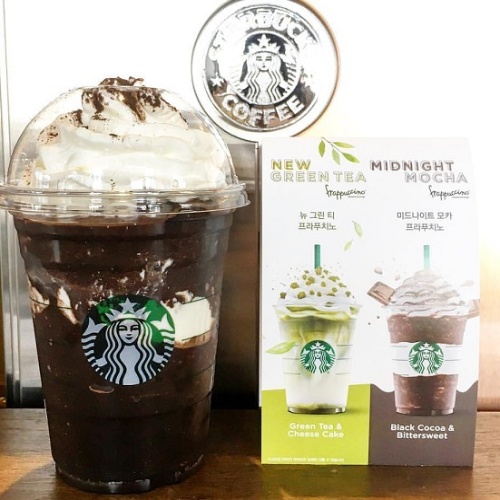 STARBUCKS
COFFEE
NEW
GREEN TEA
frappuccino
뉴 그린 티
프라푸치노
Green Tea &
Cheese Cake
MIDNIGHT
MOCHA
frappuccino
미드나이트 모카
프라푸치노
Black Cocoa &
Bittersweet